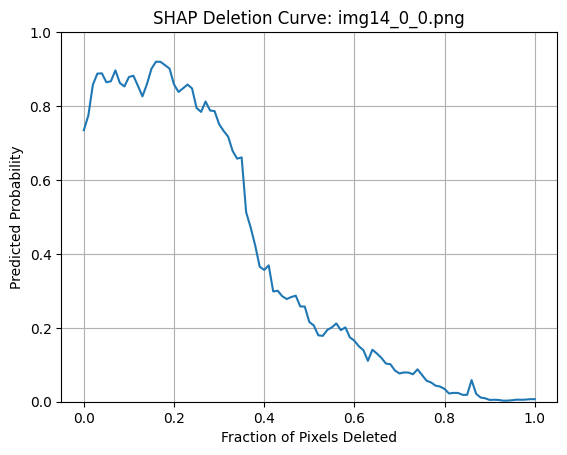 SHAP Deletion Curve: img14_0_0.png
1.0
0.8
0.6
0.4
0.2
0.0
Predicted Probability
0.0 0.2 0.4 0.6 0.8 1.0
Fraction of Pixels Deleted